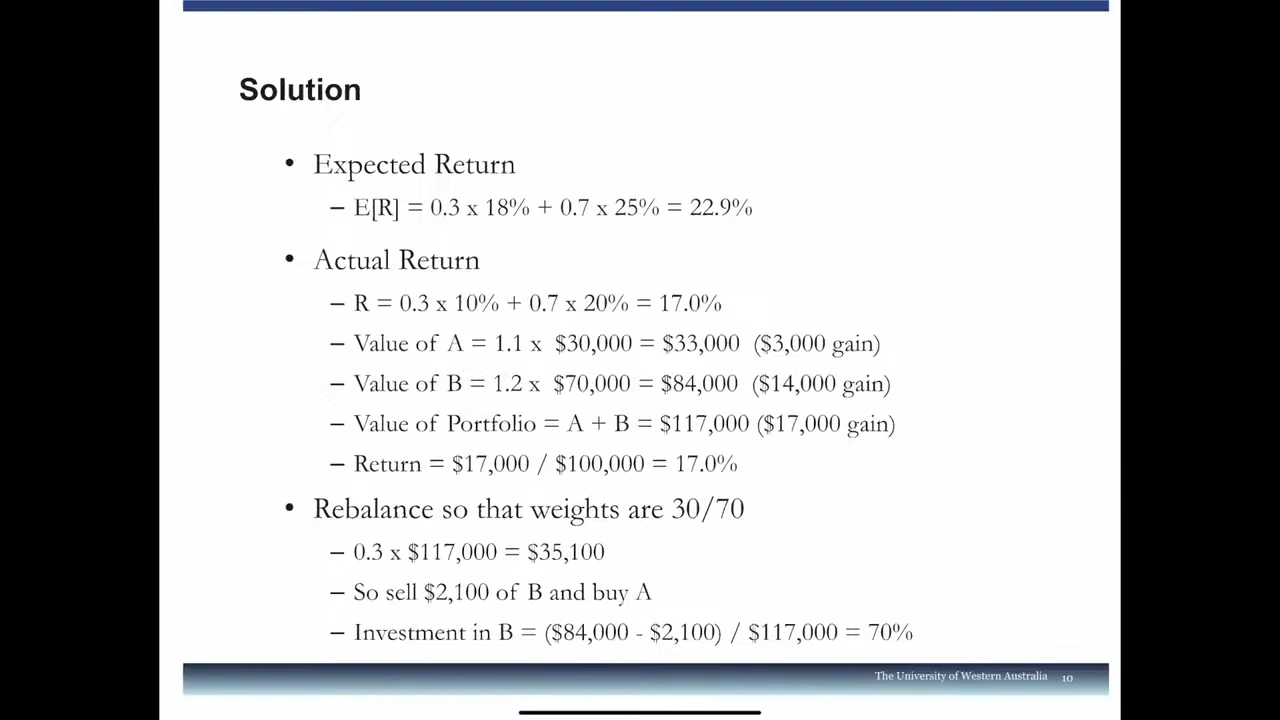 Solution
• Expected Return
– E[R] = 0.3 x 18% + 0.7 x 25% = 22.9%
• Actual Return
– R = 0.3 x 10% + 0.7 x 20% = 17.0%
– Value of A = 1.1 x $30,000 = $33,000 ($3,000 gain)
– Value of B = 1.2 x $70,000 = $84,000 ($14,000 gain)
– Value of Portfolio = A + B = $117,000 ($17,000 gain)
– Return = $17,000 / $100,000 = 17.0%
• Rebalance so that weights are 30/70
– 0.3 x $117,000 = $35,100
– So sell $2,100 of B and buy A
– Investment in B = ($84,000 - $2,100) / $117,000 = 70%
The University of Western Australia 10